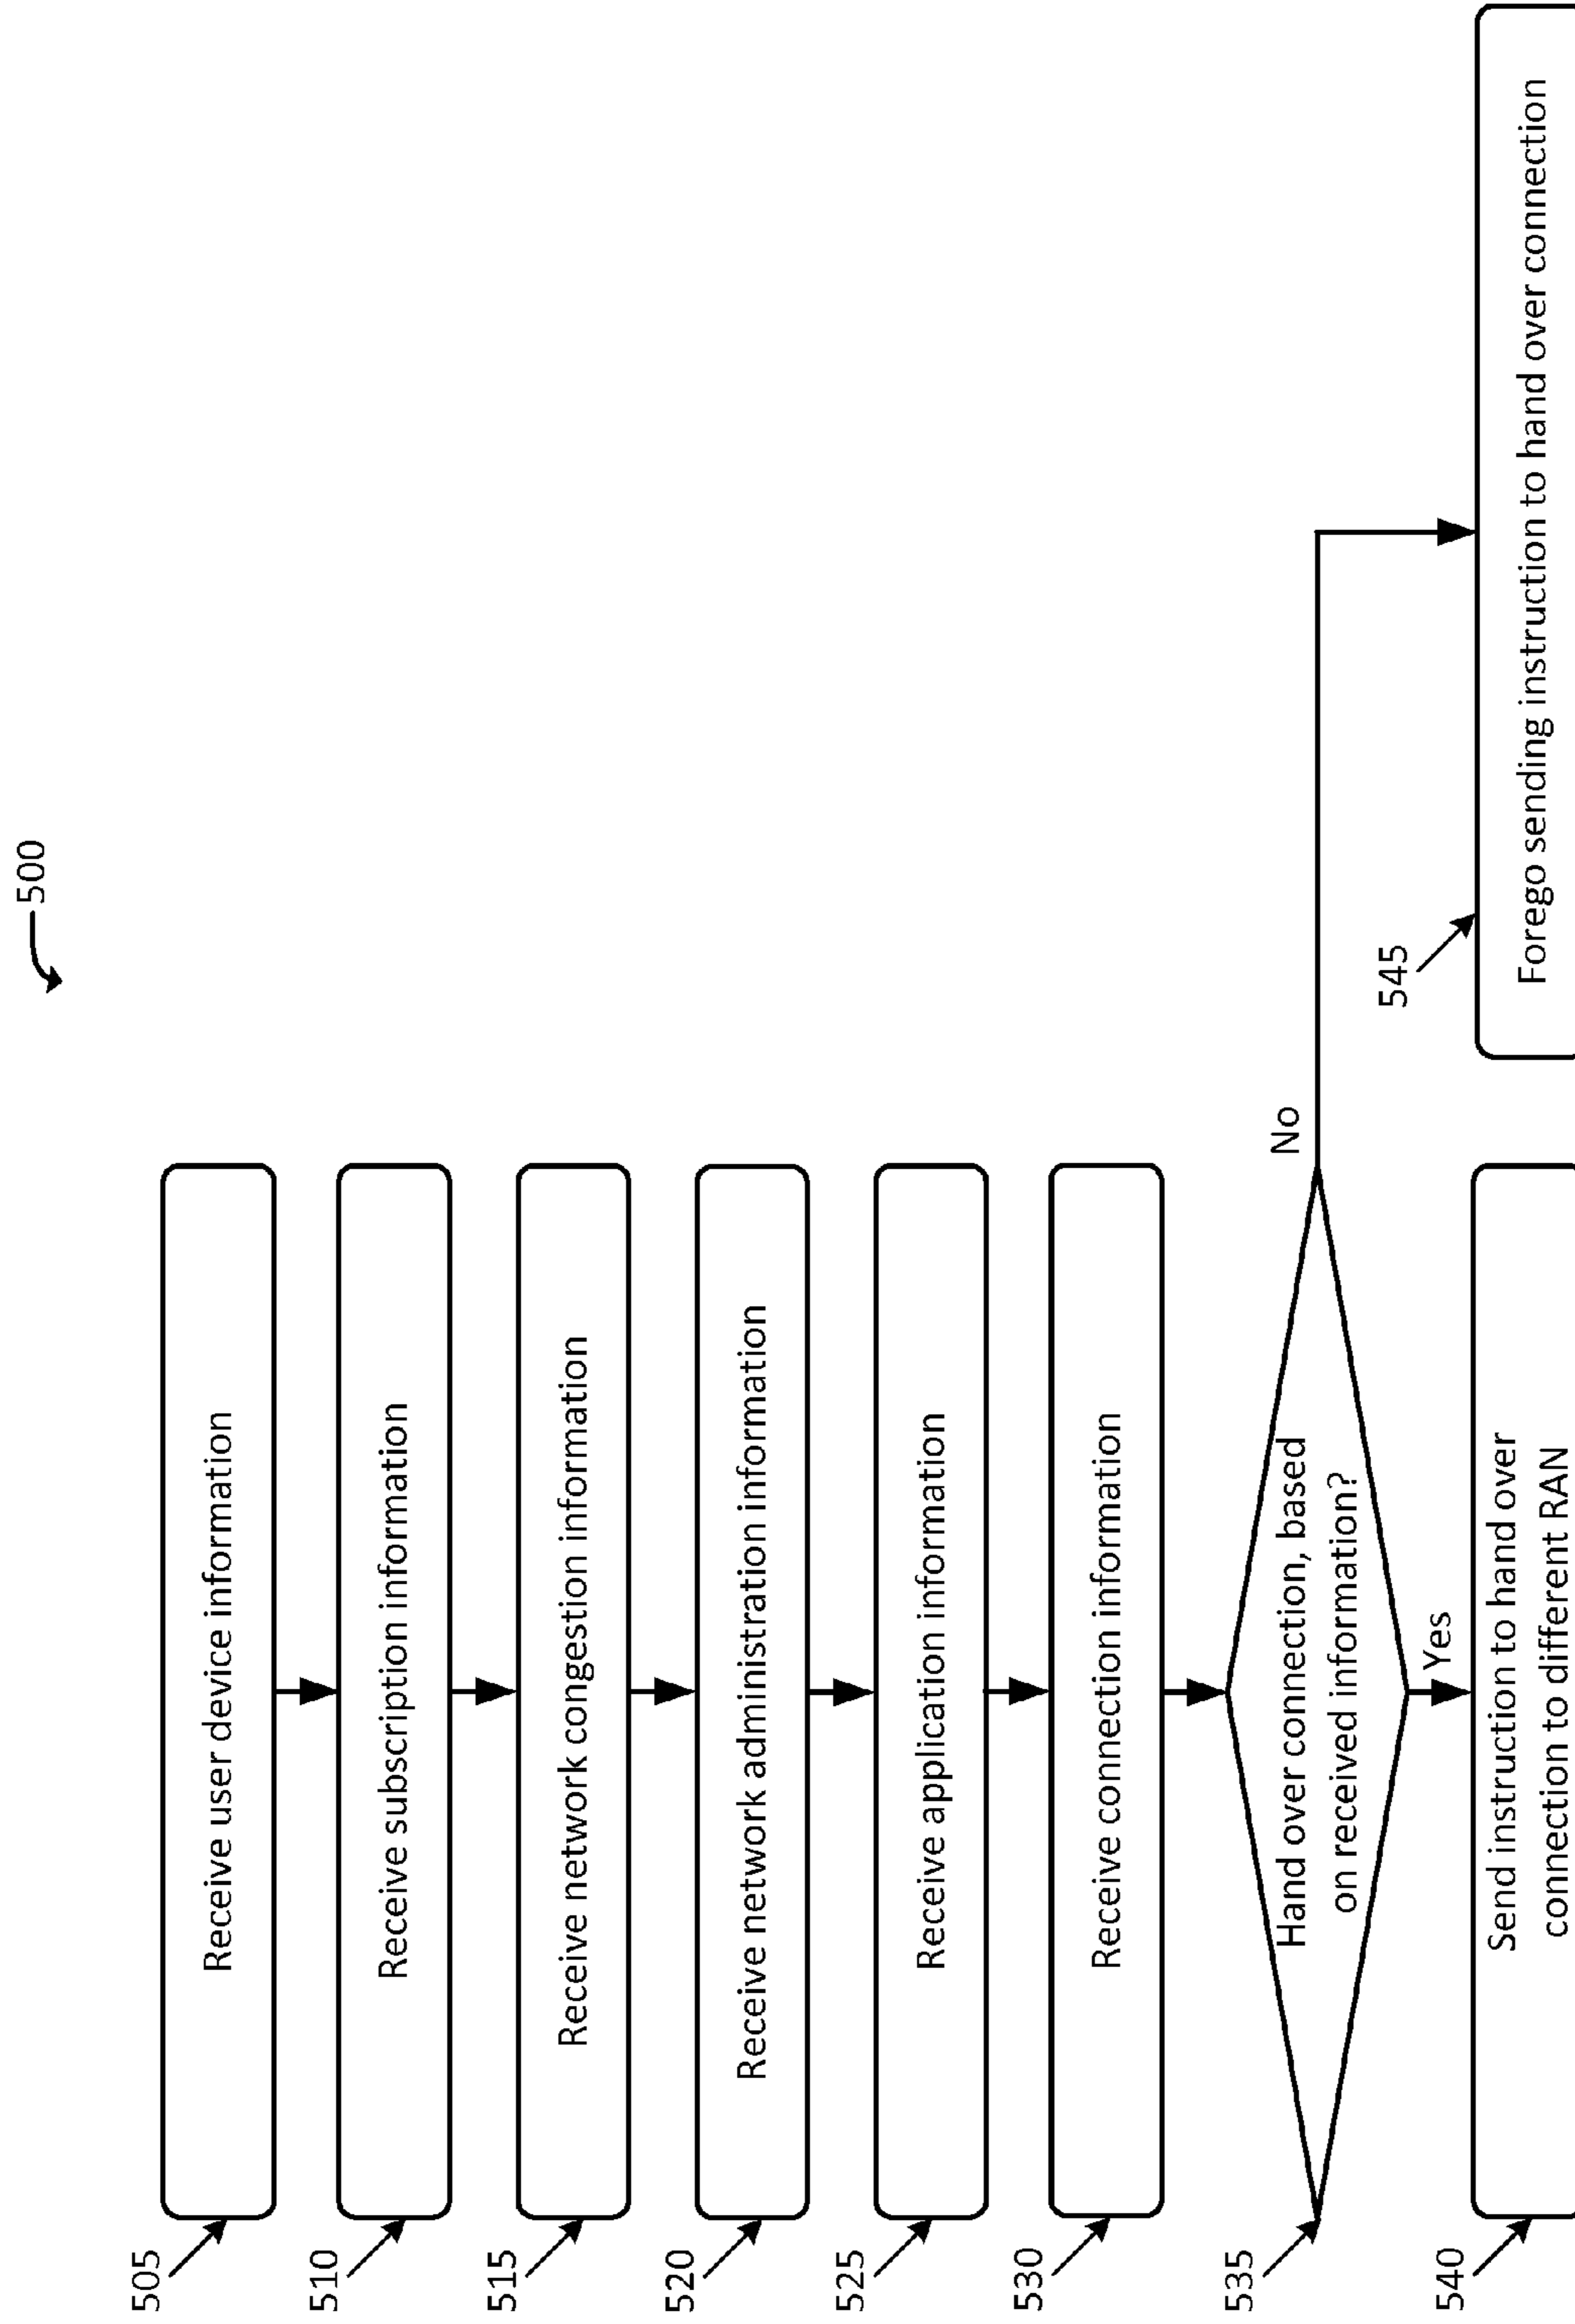 500
505
Receive user device information
510
Receive subscription information
515
Receive network congestion information
520
Receive network administration information
525
Receive application information
530
Receive connection information
535
Hand over connection, based
on received information?
No
Yes
540
Send instruction to hand over
connection to different RAN
545
Forego sending instruction to hand over connection